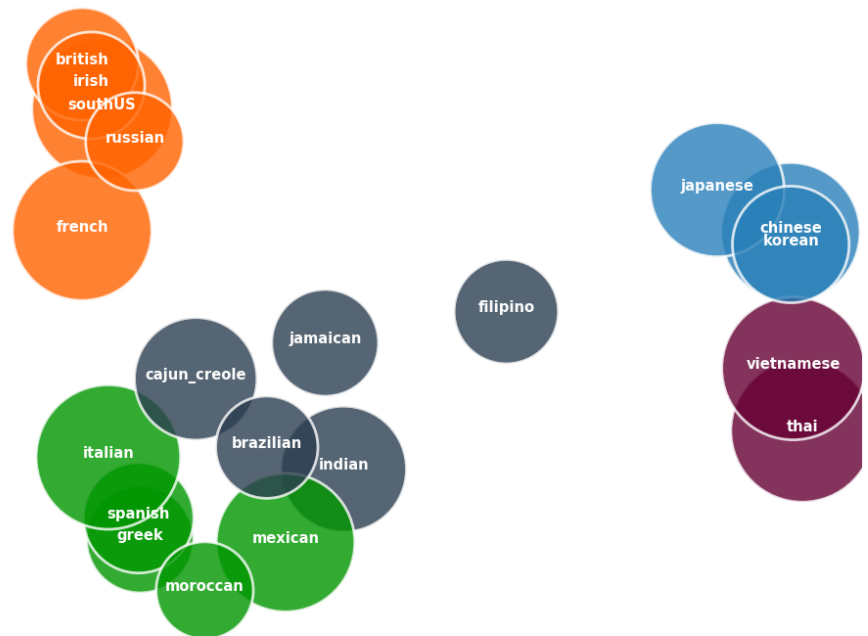 british
irish
southUS
russian
french
japanese
chinese
korean
filipino
jamaican
vietnamese
cajun_creole
thai
brazilian
italian
indian
spanish
greek
mexican
moroccan